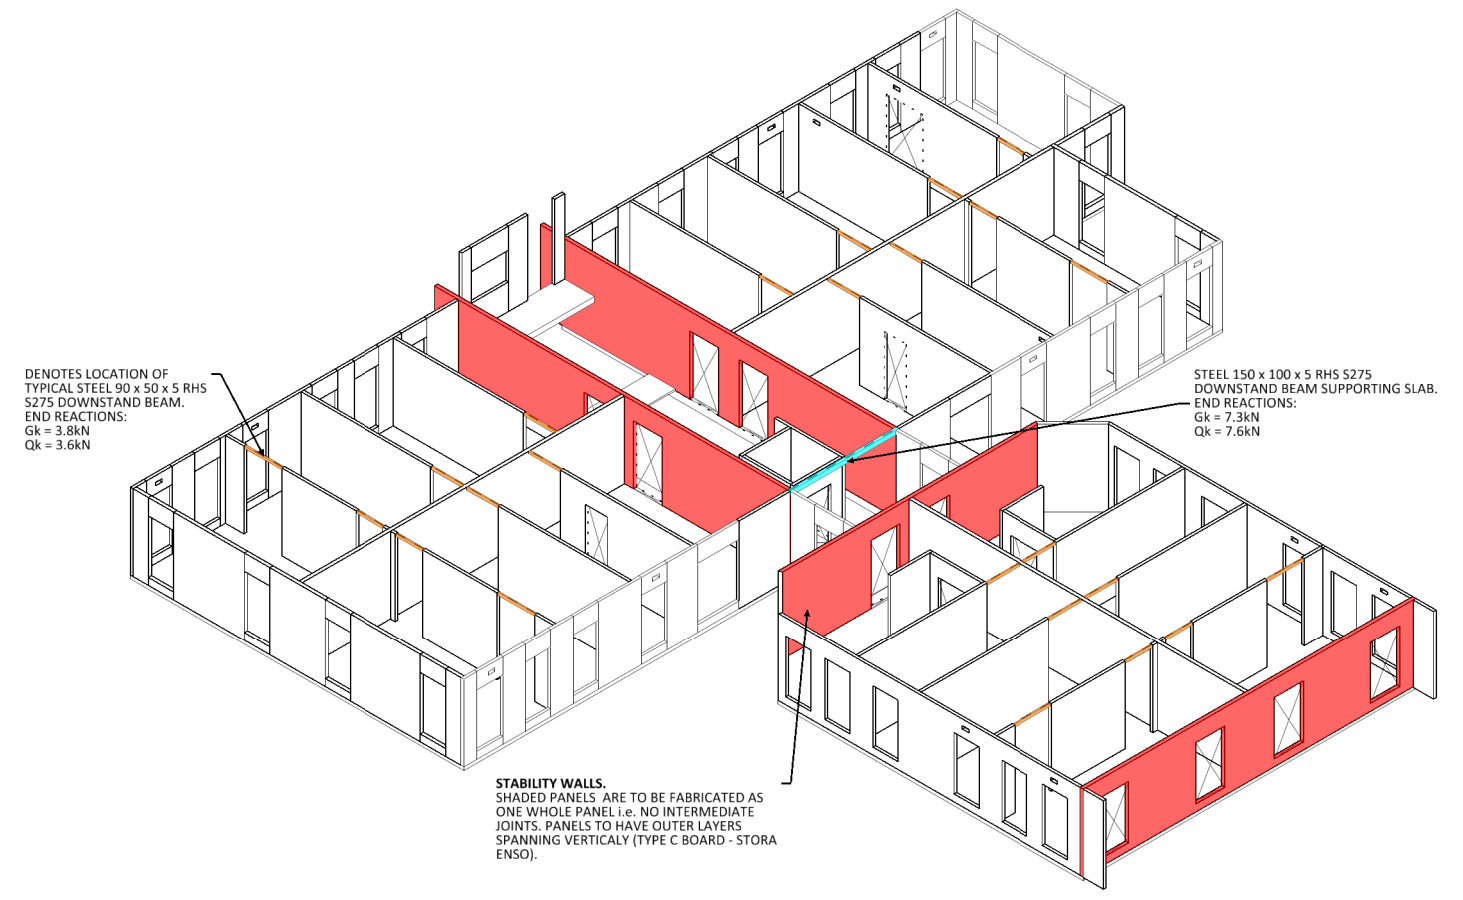 DENOTES LOCATION OF
TYPICAL STEEL 90 x 50 x 5 RHS
S275 DOWNSTAND BEAM.
END REACTIONS:
Gk = 3.8kN
Qk = 3.6kN
STEEL 150 x 100 x 5 RHS S275
DOWNSTAND BEAM SUPPORTING SLAB.
END REACTIONS:
Gk = 7.3kN
Qk = 7.6kN
STABILITY WALLS.
SHADED PANELS ARE TO BE FABRICATED AS
ONE WHOLE PANEL i.e. NO INTERMEDIATE
JOINTS. PANELS TO HAVE OUTER LAYERS
SPANNING VERTICALY (TYPE C BOARD - STORA
ENSO).